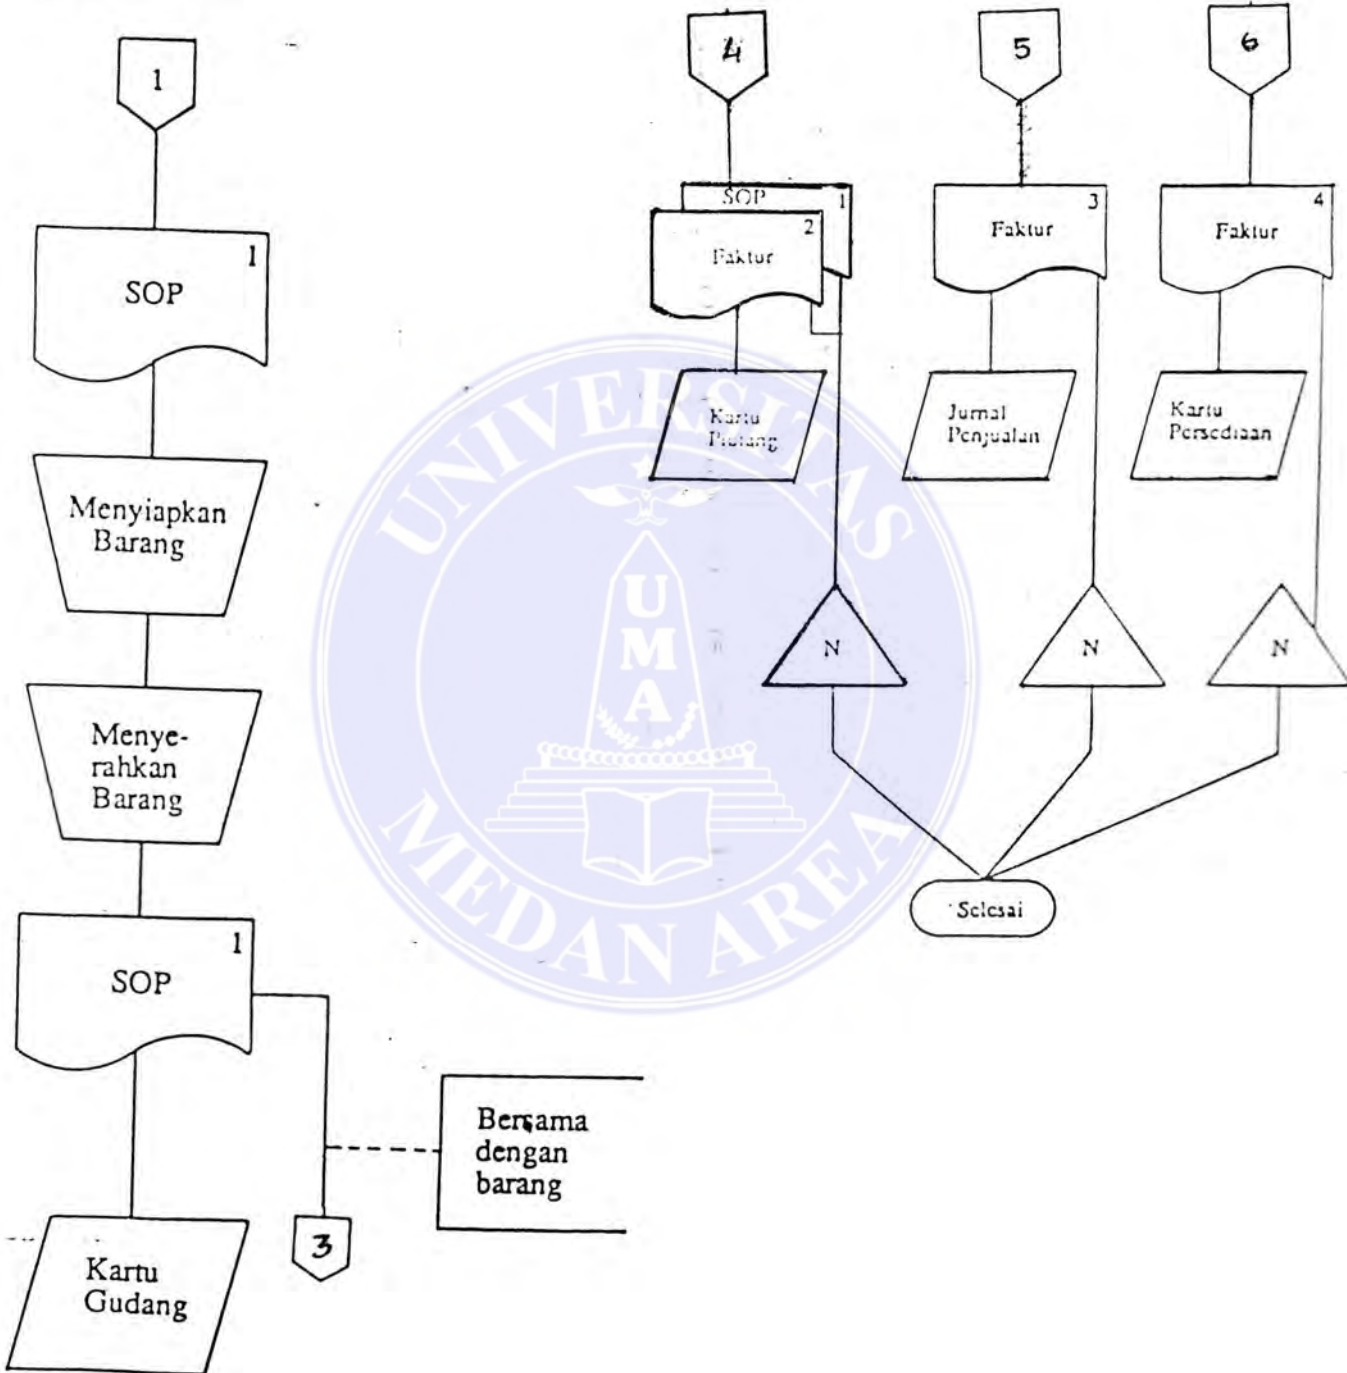 1
1
SOP
Menyiapkan
Barang
Menye-
rahkan
Barang
1
SOP
Kartu
Gudang
3
Bersama
dengan
barang
4
SOP
1
2
Faktur
Kartu
Piutang
N
5
3
Faktur
Jurnal
Penjualan
N
6
4
Faktur
Kartu
Persediaan
N
Selesai
UNIVERSITAS
UMA
MEDAN AREA